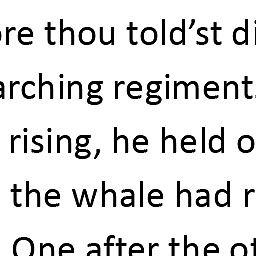 ore thou told’st di
arching regiment.
rising, he held o
the whale had r
One after the ot